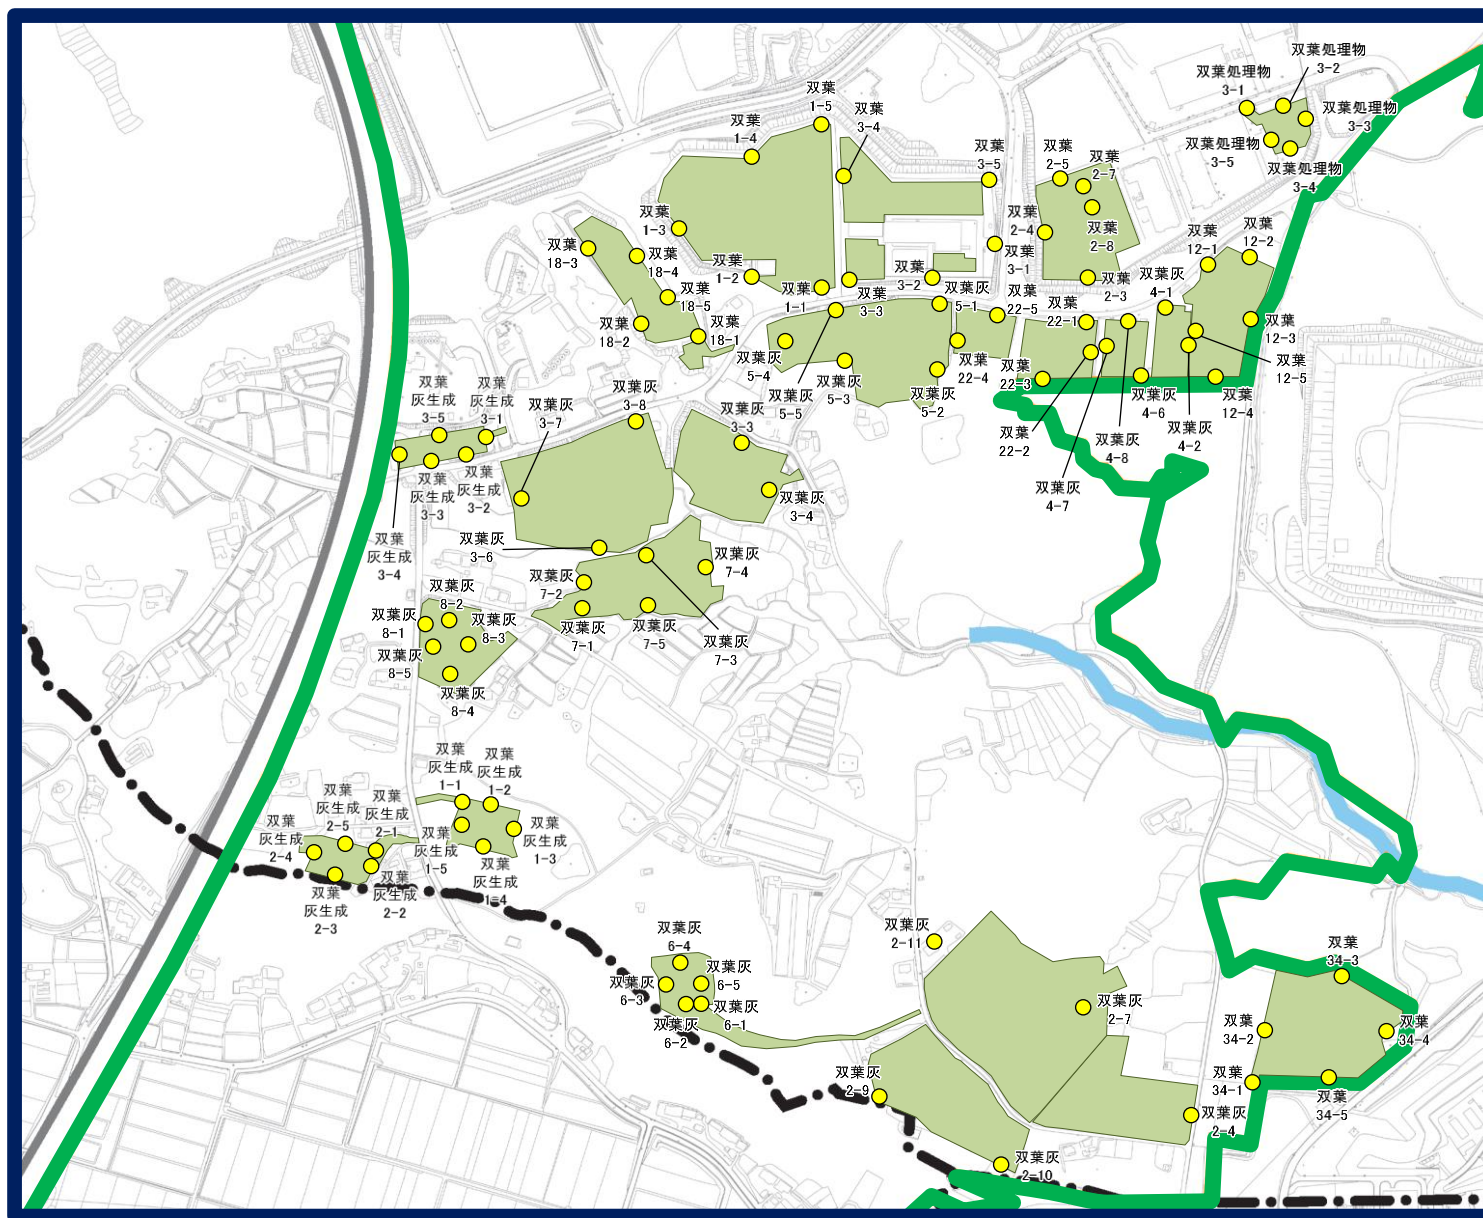 双葉処理物
3-2
双葉処理物
3-1
双葉処理物
3-3
双葉処理物
3-5
双葉処理物
3-4
双葉
1-5
双葉
3-4
双葉
1-4
双葉
3-5
双葉
2-5
双葉
2-7
双葉
1-3
双葉
2-4
双葉
2-8
双葉
18-3
双葉
18-4
双葉
1-2
双葉
3-1
双葉
3-2
双葉
12-1
双葉
12-2
双葉
18-5
双葉
1-1
双葉
3-3
双葉灰
5-1
双葉
22-5
双葉
2-3
双葉灰
4-1
双葉
18-2
双葉
18-1
双葉
22-1
双葉
12-3
双葉灰
5-4
双葉灰
5-5
双葉灰
5-3
双葉灰
5-2
双葉
22-4
双葉
22-3
双葉
12-5
双葉灰
4-6
双葉
12-4
双葉
22-2
双葉灰
4-8
双葉灰
4-2
双葉灰
4-7
双葉
灰生成
3-5
双葉
灰生成
3-1
双葉灰
3-7
双葉灰
3-8
双葉灰
3-3
双葉
灰生成
3-3
双葉
灰生成
3-2
双葉灰
3-4
双葉
灰生成
3-4
双葉灰
3-6
双葉灰
7-4
双葉灰
7-2
双葉灰
8-2
双葉灰
8-1
双葉灰
8-3
双葉灰
7-1
双葉灰
7-5
双葉灰
7-3
双葉灰
8-5
双葉灰
8-4
双葉
灰生成
1-1
双葉
灰生成
1-2
双葉
灰生成
2-5
双葉
灰生成
2-1
双葉
灰生成
2-4
双葉
灰生成
1-5
双葉
灰生成
1-3
双葉
灰生成
1-4
双葉
灰生成
2-3
双葉
灰生成
2-2
双葉灰
6-4
双葉灰
2-11
双葉灰
6-3
双葉灰
6-5
双葉灰
6-1
双葉灰
6-2
双葉
34-3
双葉灰
2-7
双葉
34-2
双葉
34-4
双葉灰
2-9
双葉
34-1
双葉
34-5
双葉灰
2-4
双葉灰
2-10